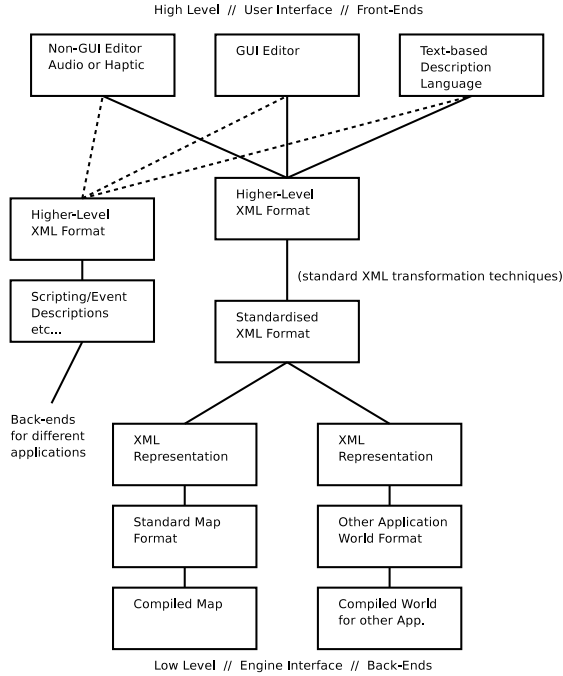 High Level // User Interface // Front-Ends
Non-GUI Editor
Audio or Haptic
GUI Editor
Text-based
Description
Language
Higher-Level
XML Format
Higher-Level
XML Format
(standard XML transformation techniques)
Scripting/Event
Descriptions
etc...
Standardised
XML Format
Back-ends
for different
applications
XML
Representation
XML
Representation
Standard Map
Format
Other Application
World Format
Compiled Map
Compiled World
for other App.
Low Level // Engine Interface // Back-Ends